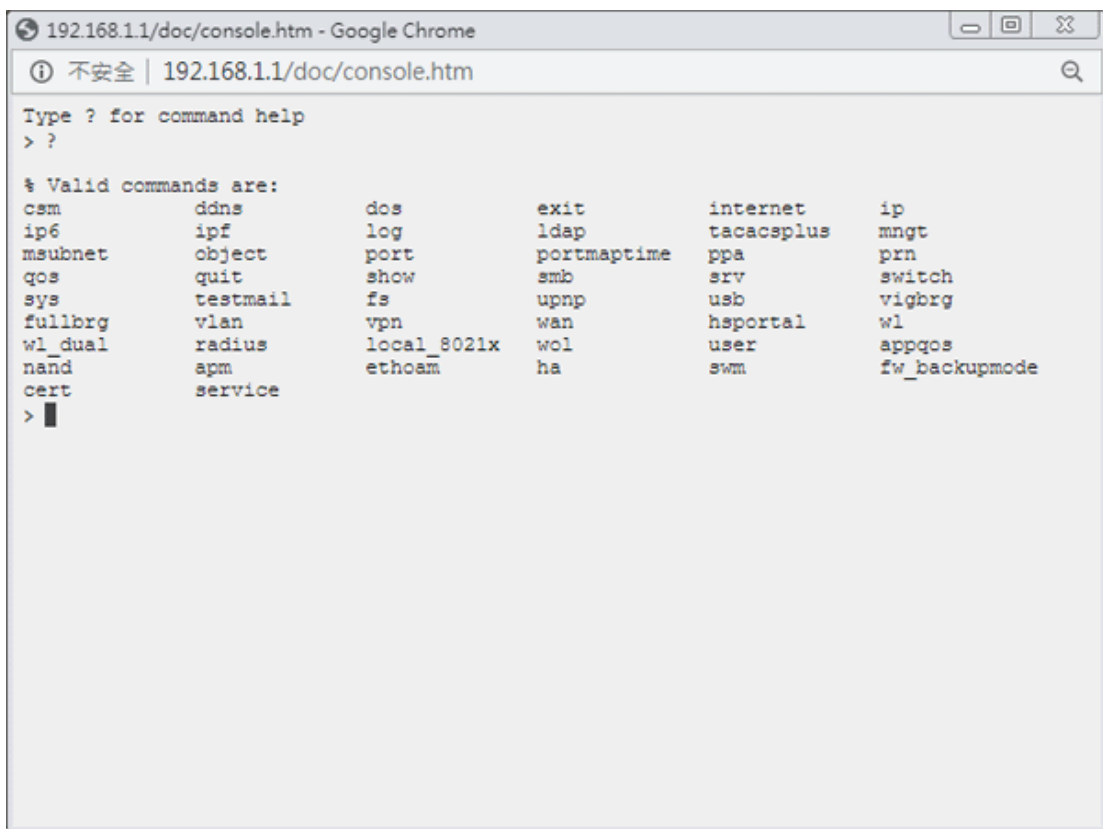 192.168.1.1/doc/console.htm - Google Chrome
不安全 | 192.168.1.1/doc/console.htm
Type ? for command help
> ?
% Valid commands are:
csm ddns dos exit internet ip
ip6 ipf log ldap tacacsplus mngt
msubnet object port portmaptime ppa prn
qos quit show smb srv switch
sys testmail fs upnp usb vigbrg
fullbrg vlan vpn wan hsportal wl
wl_dual radius local_8021x wol user appqos
nand apm ethoam ha swm fw_backupmode
cert service
>